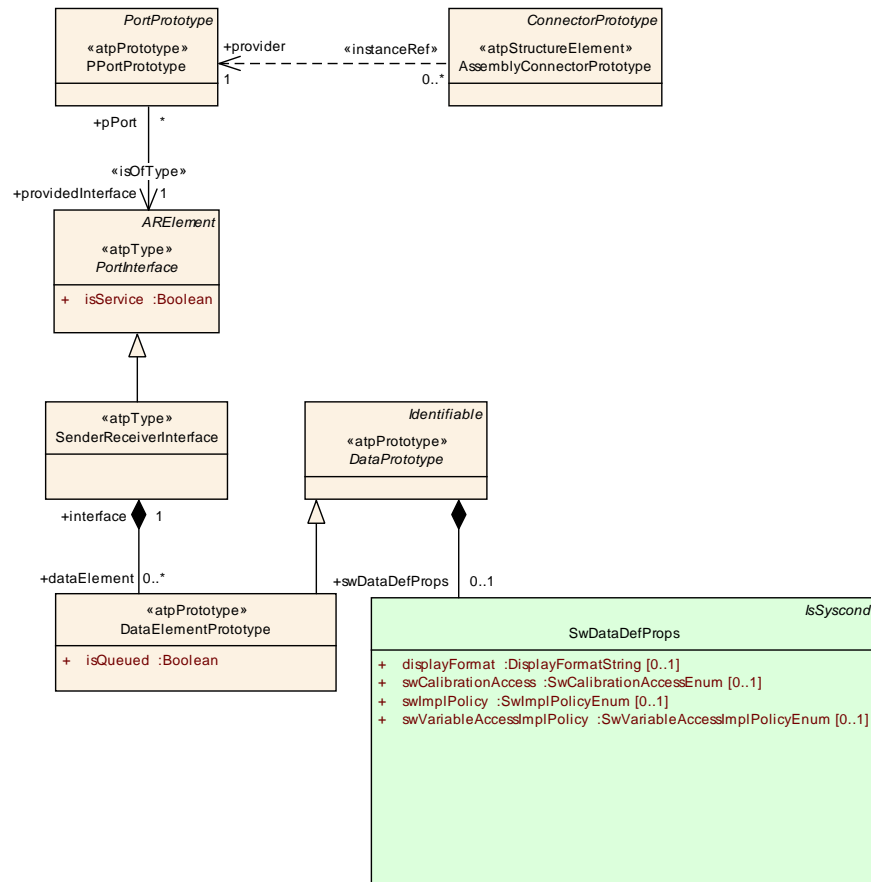 PortPrototype
«atpPrototype»
PPortPrototype
+provider
1
«instanceRef»
0..*
ConnectorPrototype
«atpStructureElement»
AssemblyConnectorPrototype
+pPort *
«isOfType»
+providedInterface 1
ARElement
«atpType»
PortInterface
+ isService :Boolean
«atpType»
SenderReceiverInterface
Identifiable
«atpPrototype»
DataPrototype
+interface 1
+dataElement 0..*
+swDataDefProps 0..1
«atpPrototype»
DataElementPrototype
+ isQueued :Boolean
IsSyscond
SwDataDefProps
+ displayFormat :DisplayFormatString [0..1]
+ swCalibrationAccess :SwCalibrationAccessEnum [0..1]
+ swImplPolicy :SwImplPolicyEnum [0..1]
+ swVariableAccessImplPolicy :SwVariableAccessImplPolicyEnum [0..1]